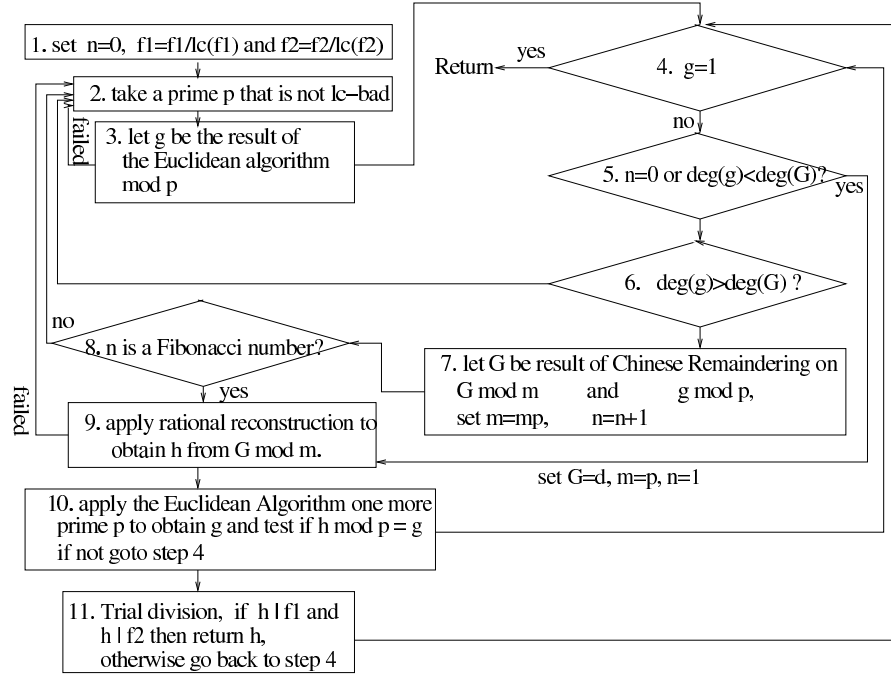 1. set n=0, f1=f1/lc(f1) and f2=f2/lc(f2)
2. take a prime p that is not lc-bad
failed
3. let g be the result of
the Euclidean algorithm
mod p
Return
yes
4. g=1
no
5. n=0 or deg(g)<deg(G)?
yes
6. deg(g)>deg(G) ?
no
8. n is a Fibonacci number?
yes
7. let G be result of Chinese Remaindering on
G mod m and g mod p,
set m=mp, n=n+1
failed
9. apply rational reconstruction to
obtain h from G mod m.
set G=d, m=p, n=1
10. apply the Euclidean Algorithm one more
prime p to obtain g and test if h mod p = g
if not goto step 4
11. Trial division, if h | f1 and
h | f2 then return h,
otherwise go back to step 4